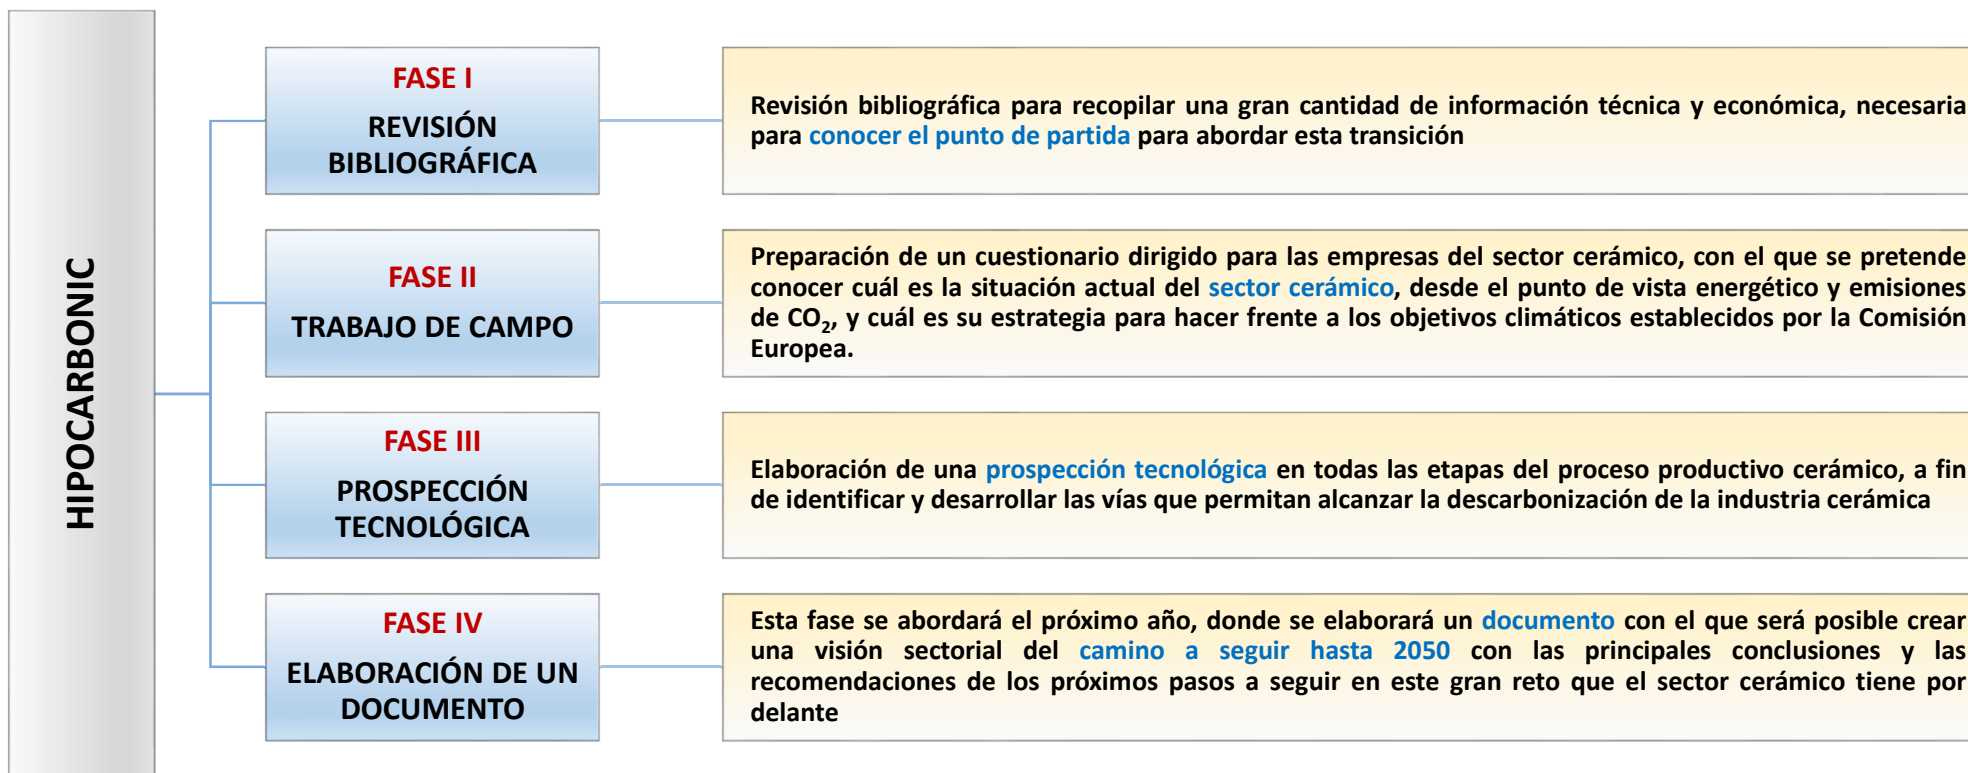 HIPOCARBONIC
FASE I
REVISIÓN
BIBLIOGRÁFICA
Revisión bibliográfica para recopilar una gran cantidad de información técnica y económica, necesaria
para conocer el punto de partida para abordar esta transición
FASE II
TRABAJO DE CAMPO
Preparación de un cuestionario dirigido para las empresas del sector cerámico, con el que se pretende
conocer cuál es la situación actual del sector cerámico, desde el punto de vista energético y emisiones
de CO₂, y cuál es su estrategia para hacer frente a los objetivos climáticos establecidos por la Comisión
Europea.
FASE III
PROSPECCIÓN
TECNOLÓGICA
Elaboración de una prospección tecnológica en todas las etapas del proceso productivo cerámico, a fin
de identificar y desarrollar las vías que permitan alcanzar la descarbonización de la industria cerámica
FASE IV
ELABORACIÓN DE UN
DOCUMENTO
Esta fase se abordará el próximo año, donde se elaborará un documento con el que será posible crear
una visión sectorial del camino a seguir hasta 2050 con las principales conclusiones y las
recomendaciones de los próximos pasos a seguir en este gran reto que el sector cerámico tiene por
delante